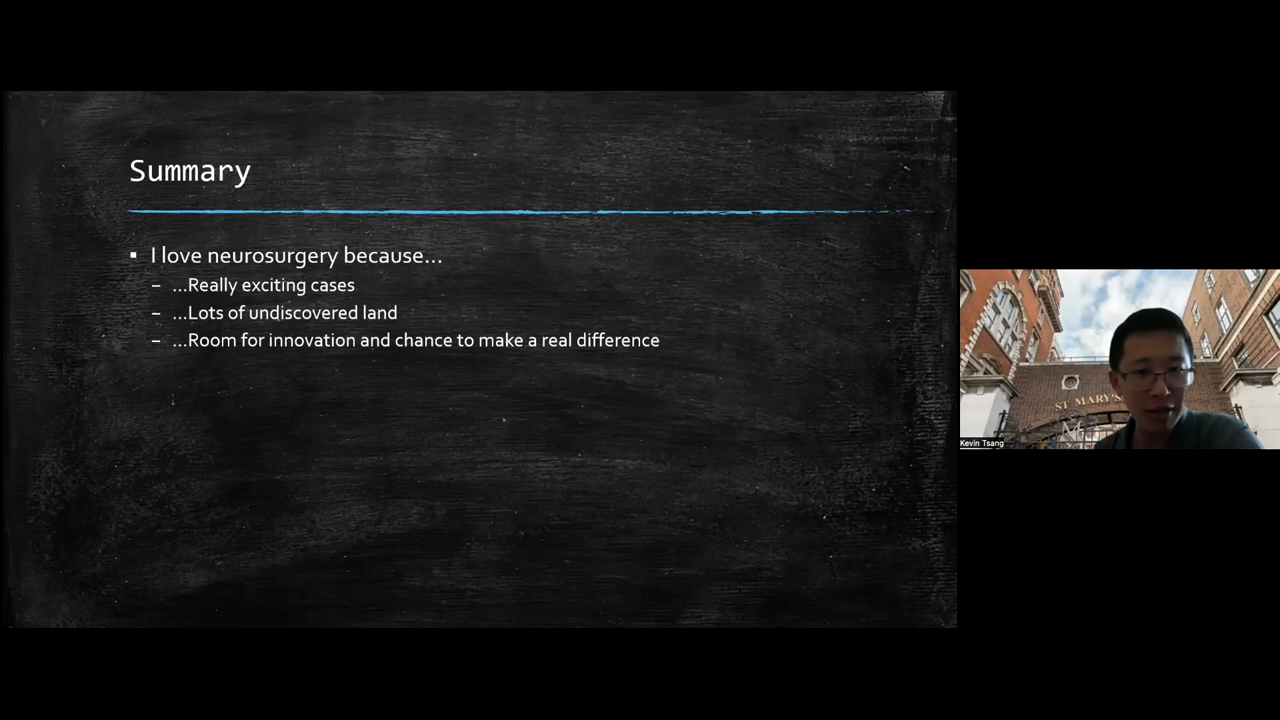 Summary
▪ I love neurosurgery because…
– …Really exciting cases
– …Lots of undiscovered land
– …Room for innovation and chance to make a real difference
ST MARY'S
Kevin Tsang